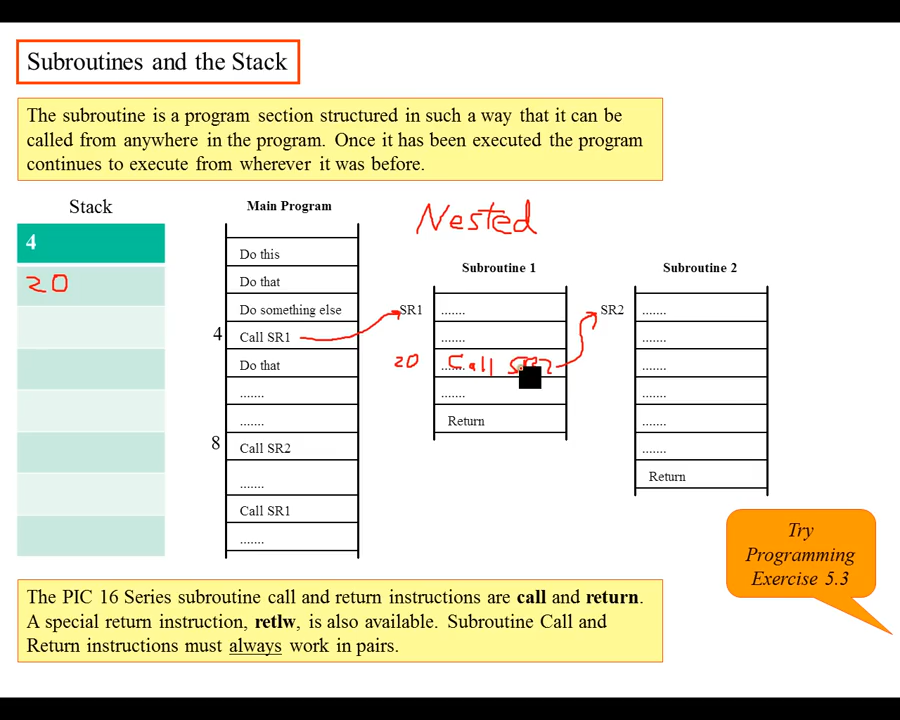 Subroutines and the Stack
The subroutine is a program section structured in such a way that it can be
called from anywhere in the program. Once it has been executed the program
continues to execute from wherever it was before.
Stack
4
20
Main Program
Do this
Do that
Do something else
4 Call SR1
Do that
.......
.......
8 Call SR2
.......
Call SR1
.......
Nested
Subroutine 1
SR1 .......
.......
20 Call SR2
.......
Return
Subroutine 2
SR2 .......
.......
.......
.......
.......
.......
Return
Try
Programming
Exercise 5.3
The PIC 16 Series subroutine call and return instructions are call and return.
A special return instruction, retlw, is also available. Subroutine Call and
Return instructions must always work in pairs.